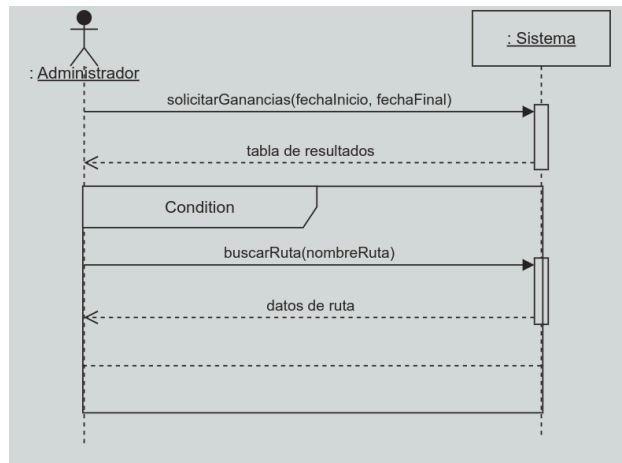 : Sistema
: Administrador
solicitarGanancias(fechaInicio, fechaFinal)
tabla de resultados
Condition
buscarRuta(nombreRuta)
datos de ruta